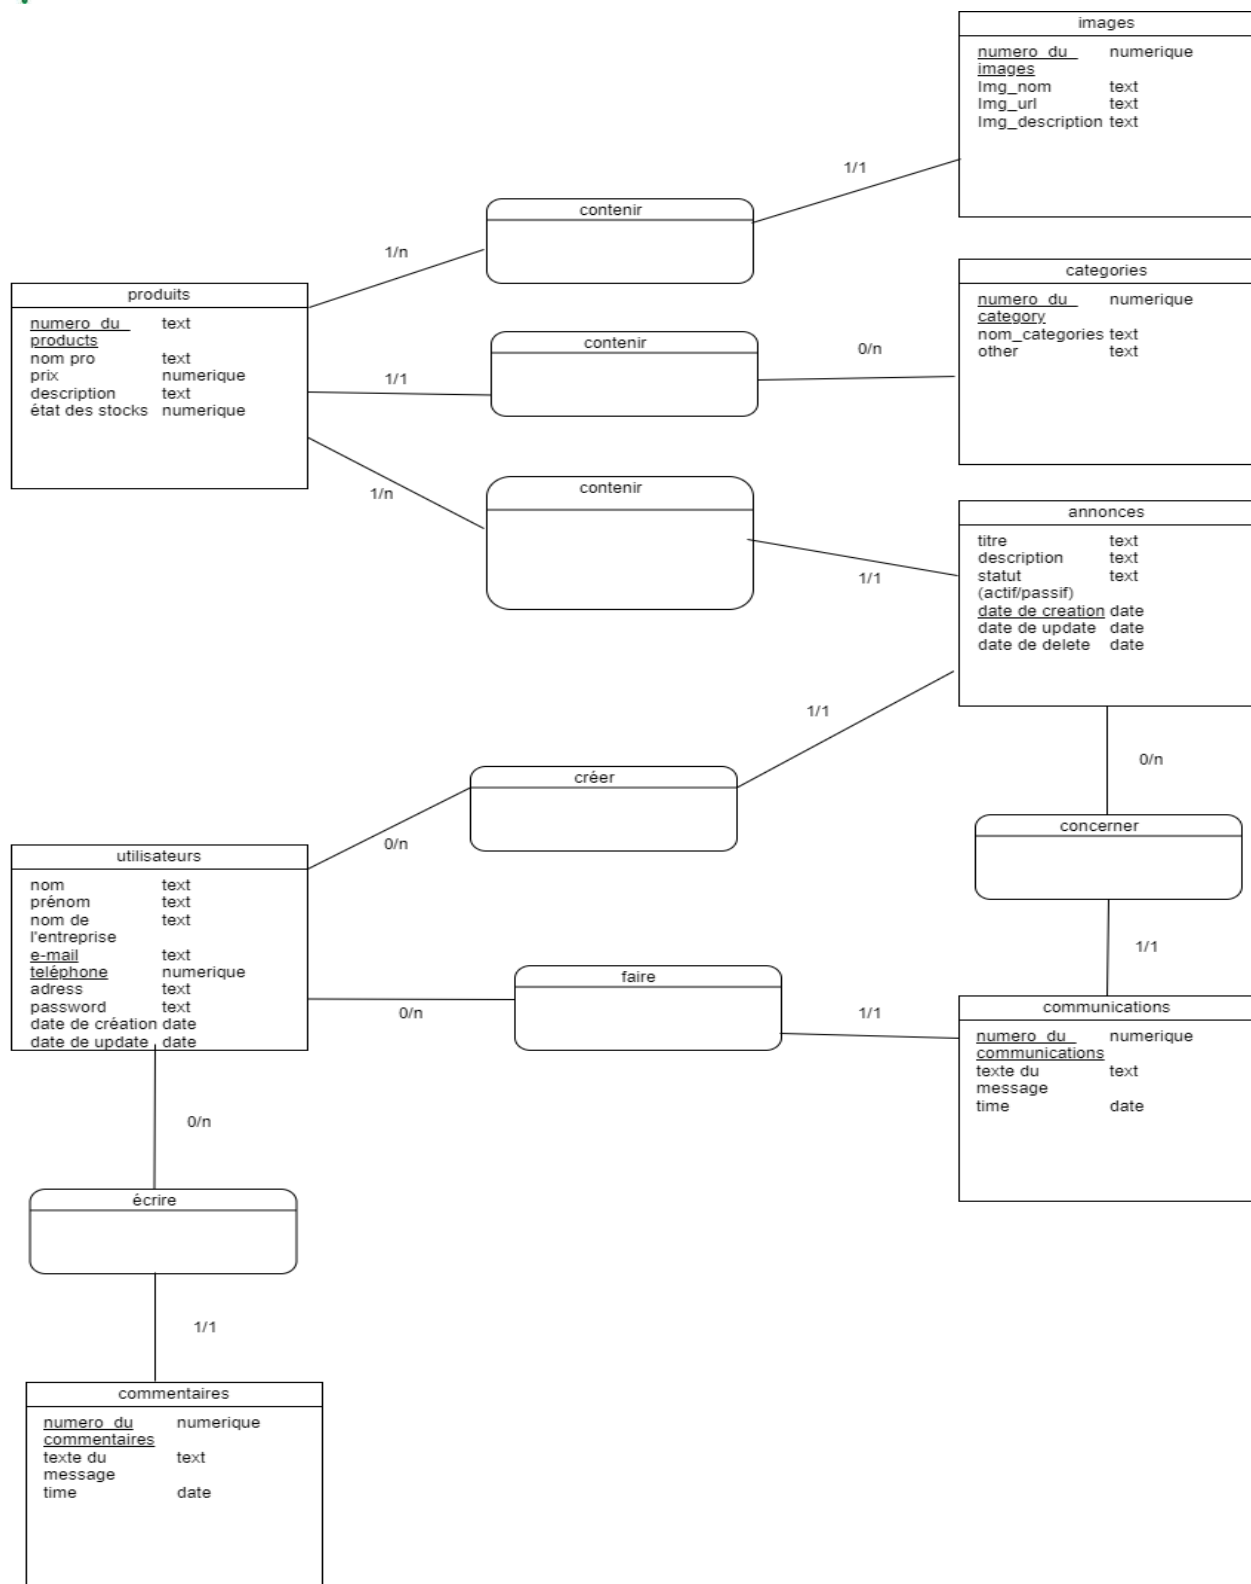 images
numero_du_ numerique
images
Img_nom text
Img_url text
Img_description text
1/1
contenir
1/n
produits
numero_du_ text
products
nom pro text
prix numerique
description text
état des stocks numerique
categories
numero_du_ numerique
category
nom_categories text
other text
contenir
0/n
1/1
contenir
1/n
1/1
annonces
titre text
description text
statut text
(actif/passif)
date de creation date
date de update date
date de delete date
1/1
0/n
créer
0/n
concerner
1/1
utilisateurs
nom text
prénom text
nom de text
l'entreprise
e-mail text
teléphone numerique
adress text
password text
date de création date
date de update date
faire
0/n
1/1
communications
numero_du_ numerique
communications
texte du text
message
time date
0/n
écrire
1/1
commentaires
numero_du numerique
commentaires
texte du text
message
time date